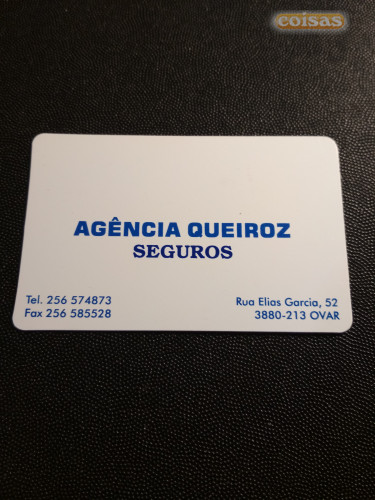 coisas
AGÊNCIA QUEIROZ
SEGUROS
Tel. 256 574873
Fax 256 585528
Rua Elias Garcia, 52
3880-213 OVAR